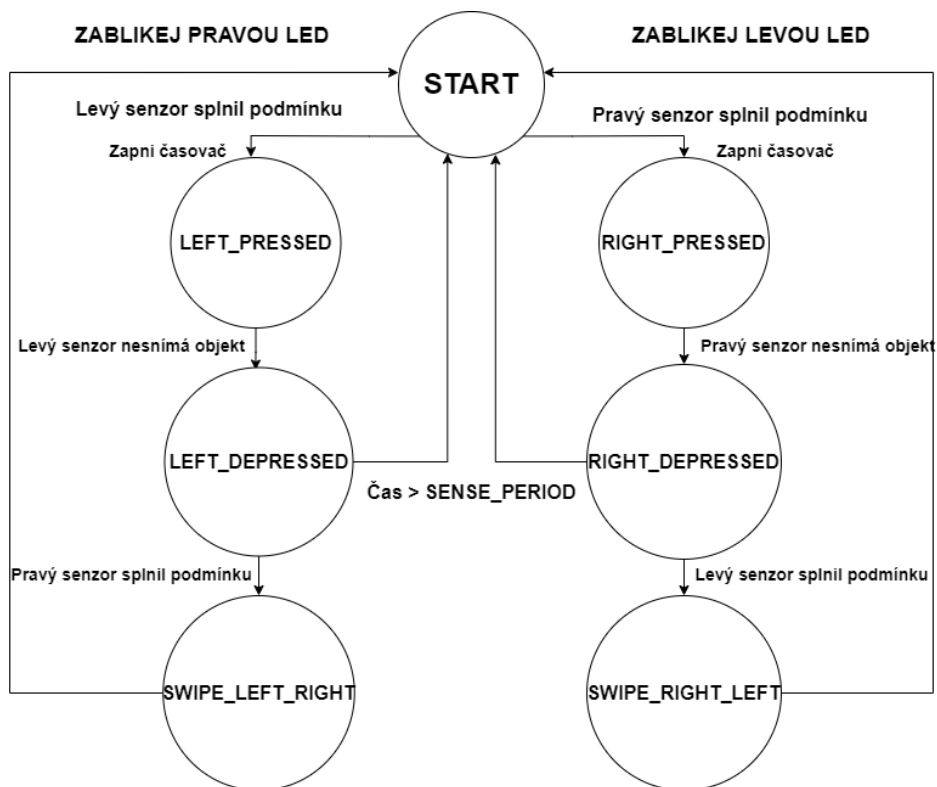 ZABLIKEJ PRAVOU LED
ZABLIKEJ LEVOU LED
START
Levý senzor splnil podmínku
Pravý senzor splnil podmínku
Zapni časovač
Zapni časovač
LEFT_PRESSED
RIGHT_PRESSED
Levý senzor nesnímá objekt
Pravý senzor nesnímá objekt
LEFT_DEPRESSED
RIGHT_DEPRESSED
Čas > SENSE_PERIOD
Pravý senzor splnil podmínku
Levý senzor splnil podmínku
SWIPE_LEFT_RIGHT
SWIPE_RIGHT_LEFT